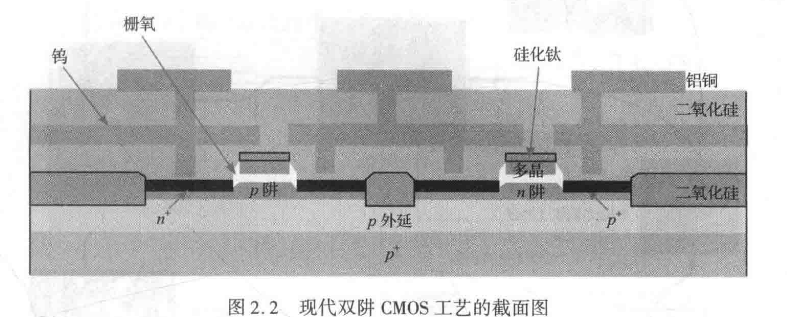 栅氧
钨
硅化钛
铝铜
二氧化硅
多晶
p 阱
n 阱
二氧化硅
n+
p 外延
p+
p+
图 2.2 现代双阱 CMOS 工艺的截面图